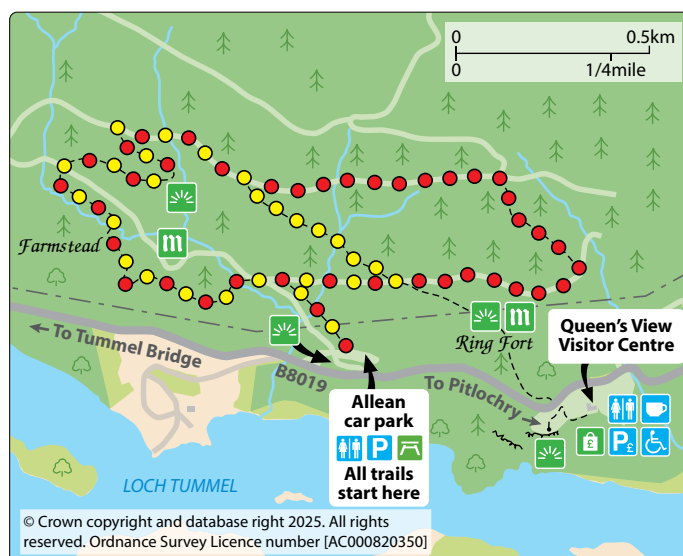 0 0.5km
0 1/4mile
Farmstead
Ring Fort
Queen's View
Visitor Centre
To Tummel Bridge
B8019
To Pitlochry
Allean
car park
P
All trails
start here
£
P£
LOCH TUMMEL
© Crown copyright and database right 2025. All rights
reserved. Ordnance Survey Licence number [AC000820350]